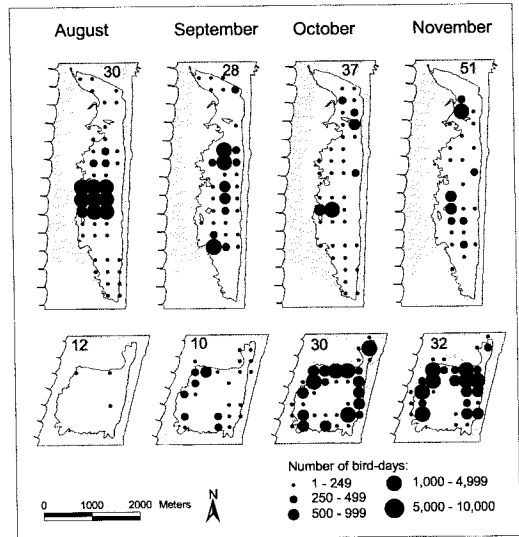 August September October November
30 28 37 51
12 10 30 32
Number of bird-days:
1 - 249
250 - 499
500 - 999
1,000 - 4,999
5,000 - 10,000
0 1000 2000 Meters
N